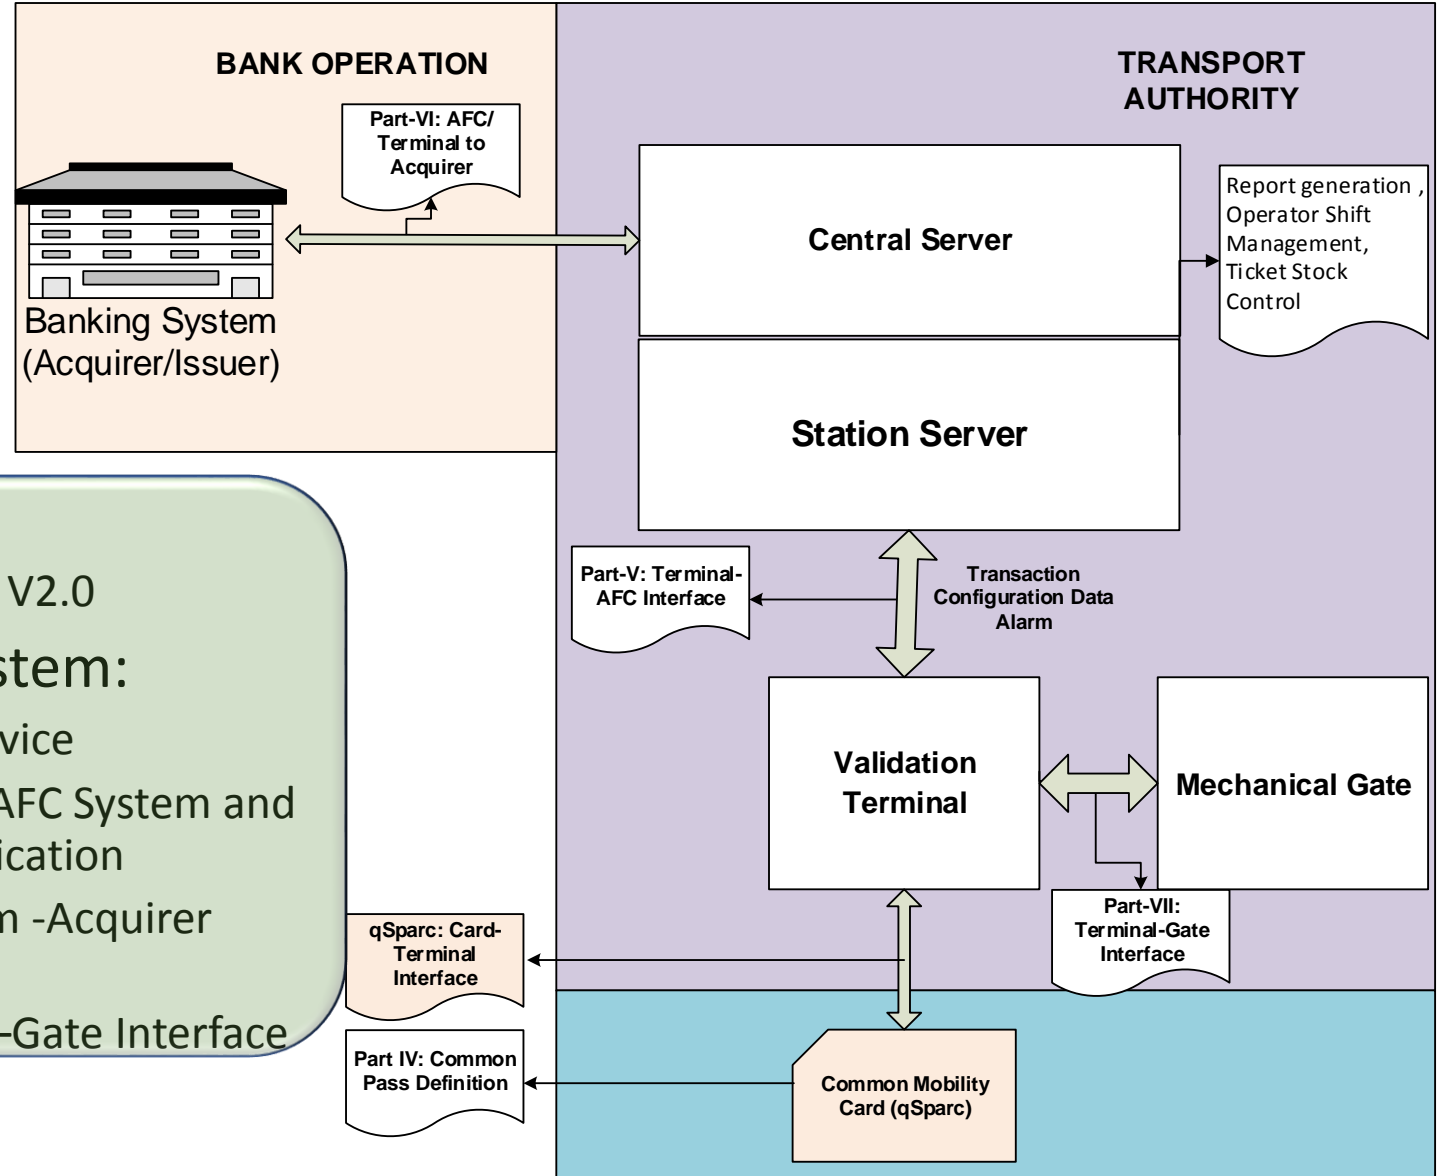 BANK OPERATION
TRANSPORT
AUTHORITY
Part-VI: AFC/
Terminal to
Acquirer
Banking System
(Acquirer/Issuer)
Central Server
Report generation ,
Operator Shift
Management,
Ticket Stock
Control
Station Server
Part-V: Terminal-
AFC Interface
Transaction
Configuration Data
Alarm
V2.0
stem:
vice
AFC System and
ication
m -Acquirer
-Gate Interface
Validation
Terminal
Mechanical Gate
Part-VII:
Terminal-Gate
Interface
qSparc: Card-
Terminal
Interface
Part IV: Common
Pass Definition
Common Mobility
Card (qSparc)